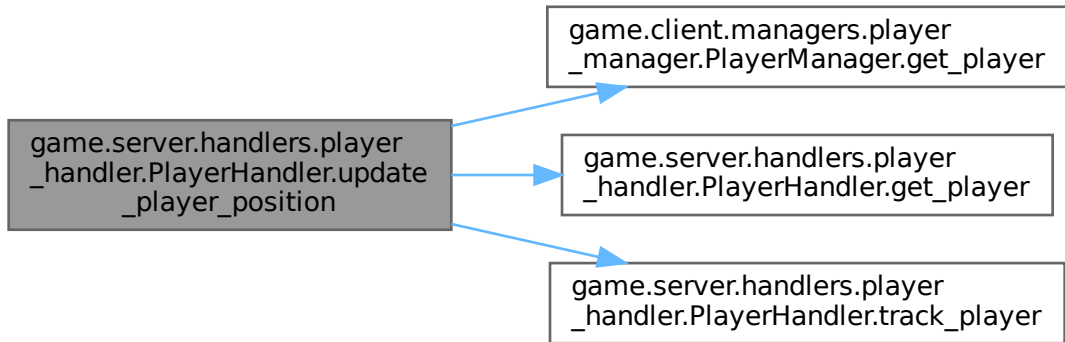 game.server.handlers.player
_handler.PlayerHandler.update
_player_position
game.client.managers.player
_manager.PlayerManager.get_player
game.server.handlers.player
_handler.PlayerHandler.get_player
game.server.handlers.player
_handler.PlayerHandler.track_player